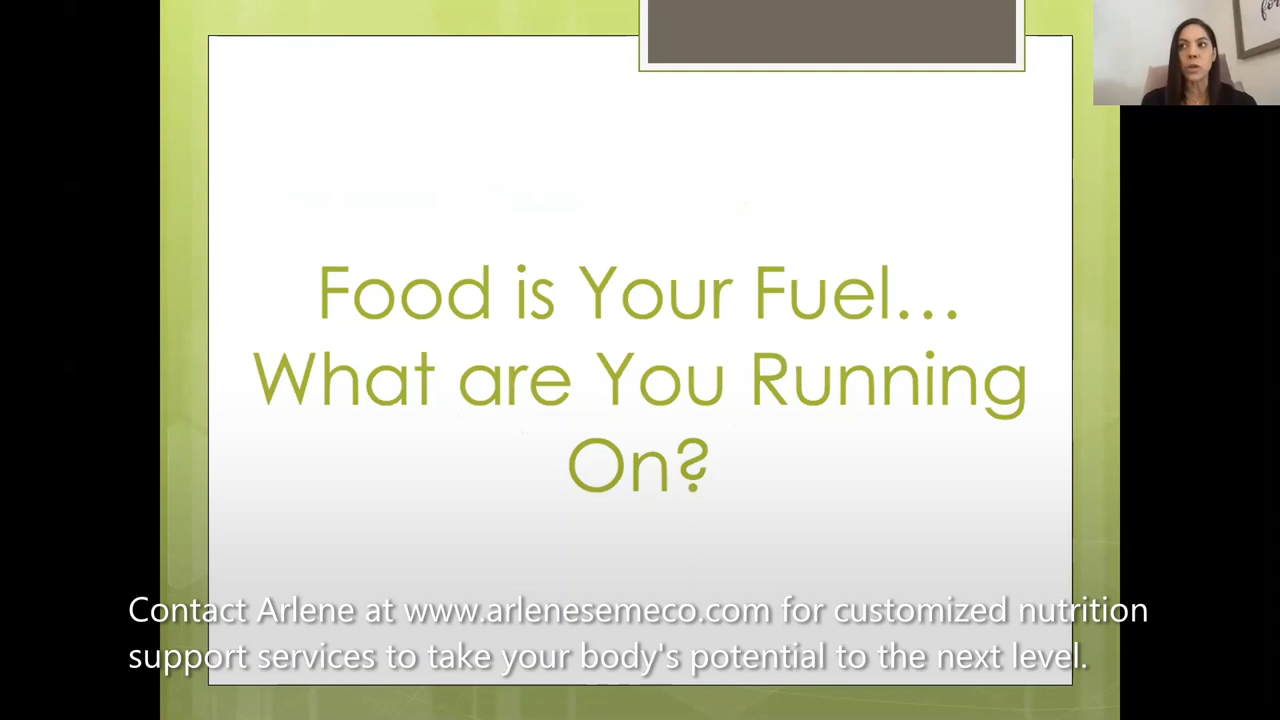 Food is Your Fuel...
What are You Running
On?
Contact Arlene at www.arlenesemeco.com for customized nutrition
support services to take your body's potential to the next level.